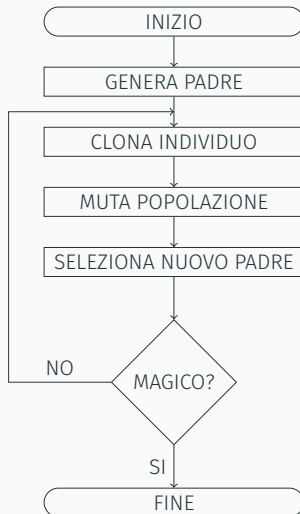 INIZIO
GENERA PADRE
CLONA INDIVIDUO
MUTA POPOLAZIONE
SELEZIONA NUOVO PADRE
NO
MAGICO?
SI
FINE